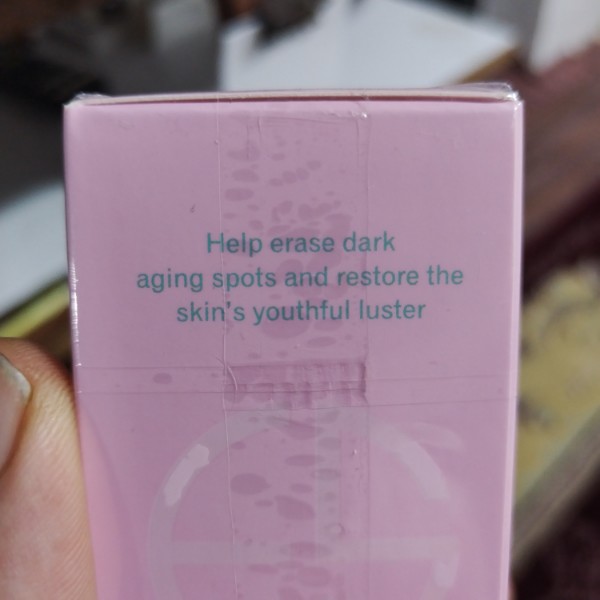 Help erase dark
aging spots and restore the
skin's youthful luster